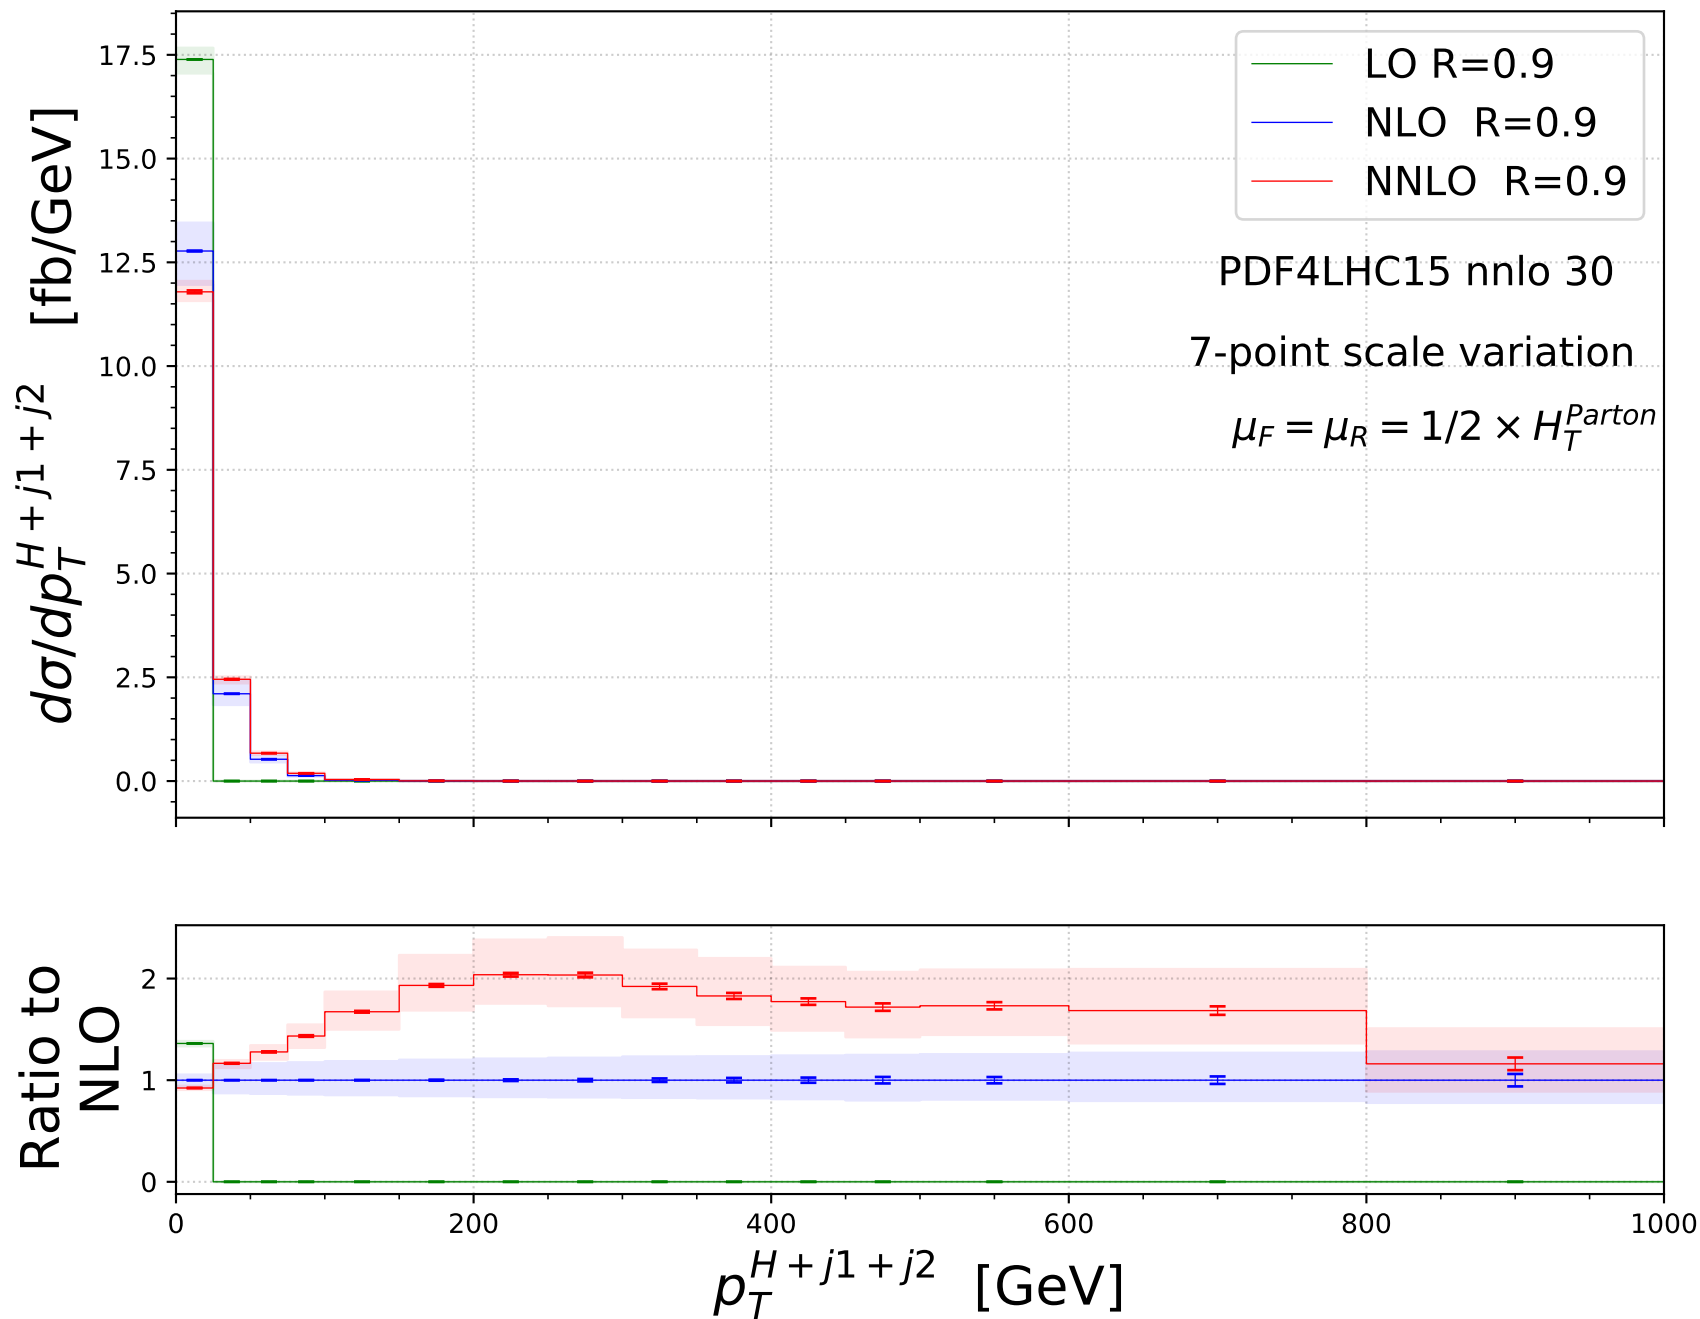 17.5
15.0
12.5
10.0
7.5
5.0
2.5
0.0
dσ/dp_T^{H+j1+j2} [fb/GeV]
LO R=0.9
NLO R=0.9
NNLO R=0.9
PDF4LHC15 nnlo 30
7-point scale variation
μ_F = μ_R = 1/2 × H_T^{Parton}
2
1
0
Ratio to
NLO
0 200 400 600 800 1000
p_T^{H+j1+j2} [GeV]